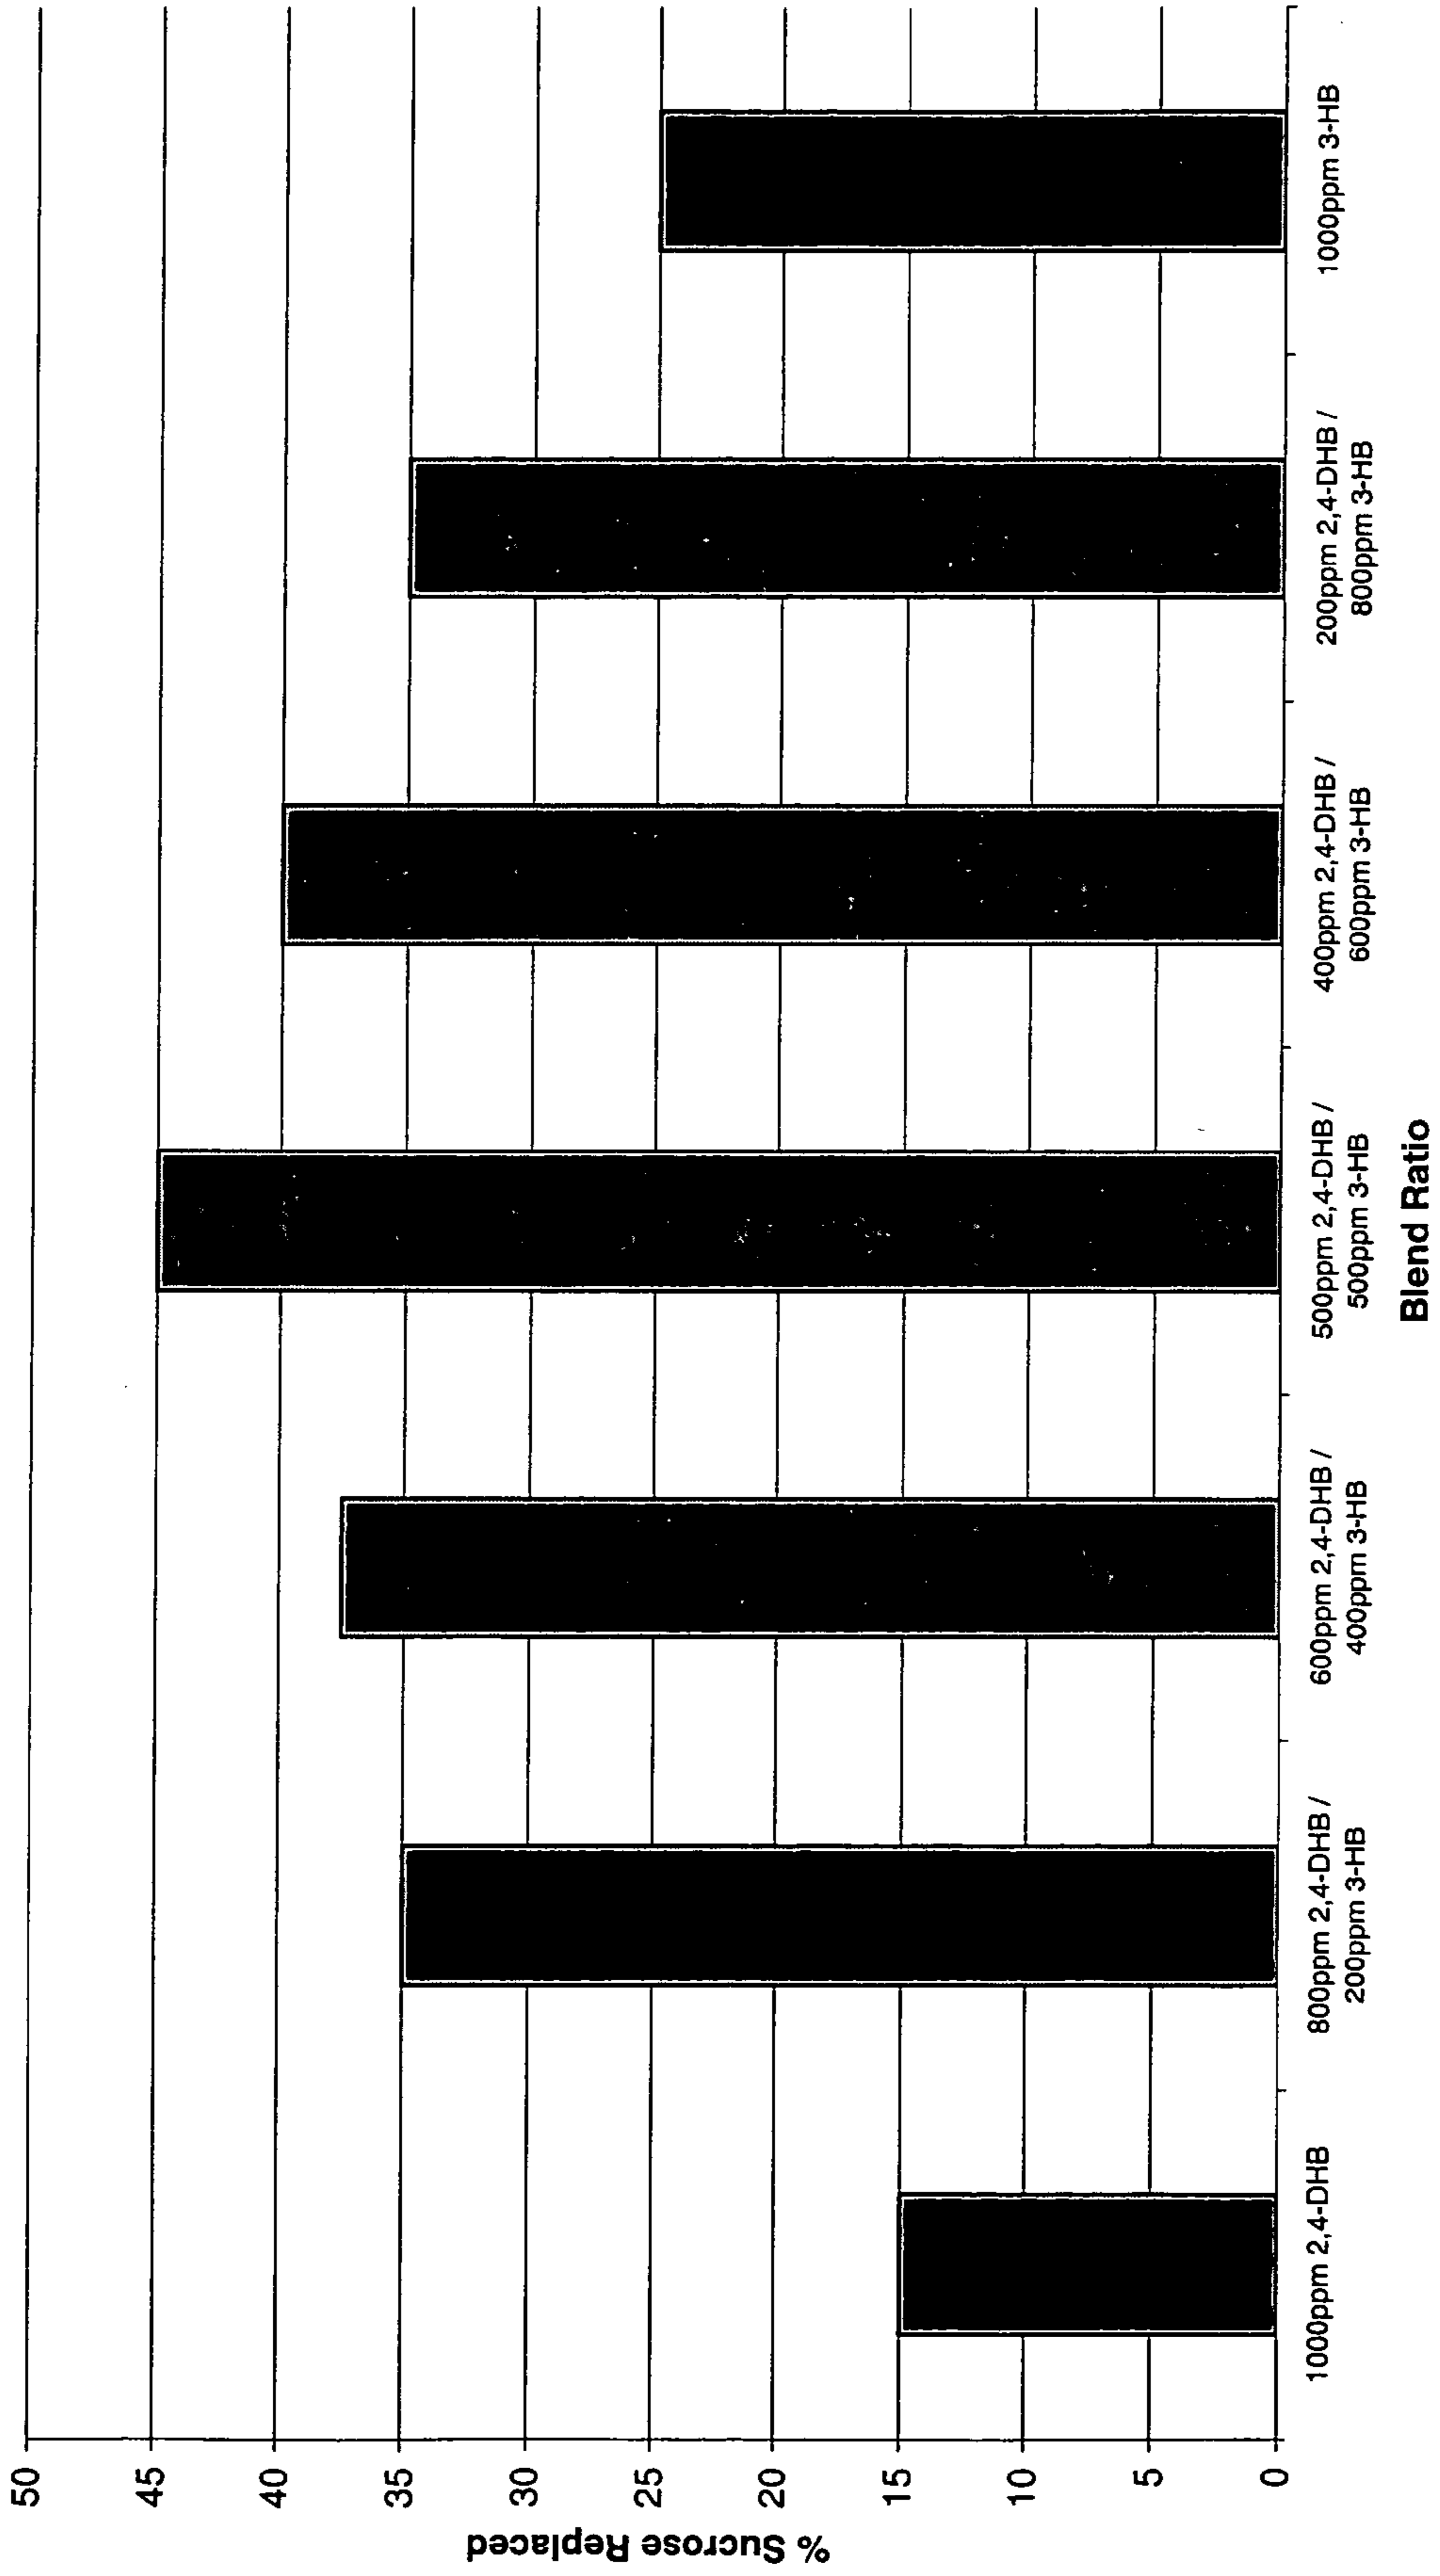 % Sucrose Replaced
50
45
40
35
30
25
20
15
10
5
0
1000ppm 2,4-DHB
800ppm 2,4-DHB /
200ppm 3-HB
600ppm 2,4-DHB /
400ppm 3-HB
500ppm 2,4-DHB /
500ppm 3-HB
400ppm 2,4-DHB /
600ppm 3-HB
200ppm 2,4-DHB /
800ppm 3-HB
1000ppm 3-HB
Blend Ratio